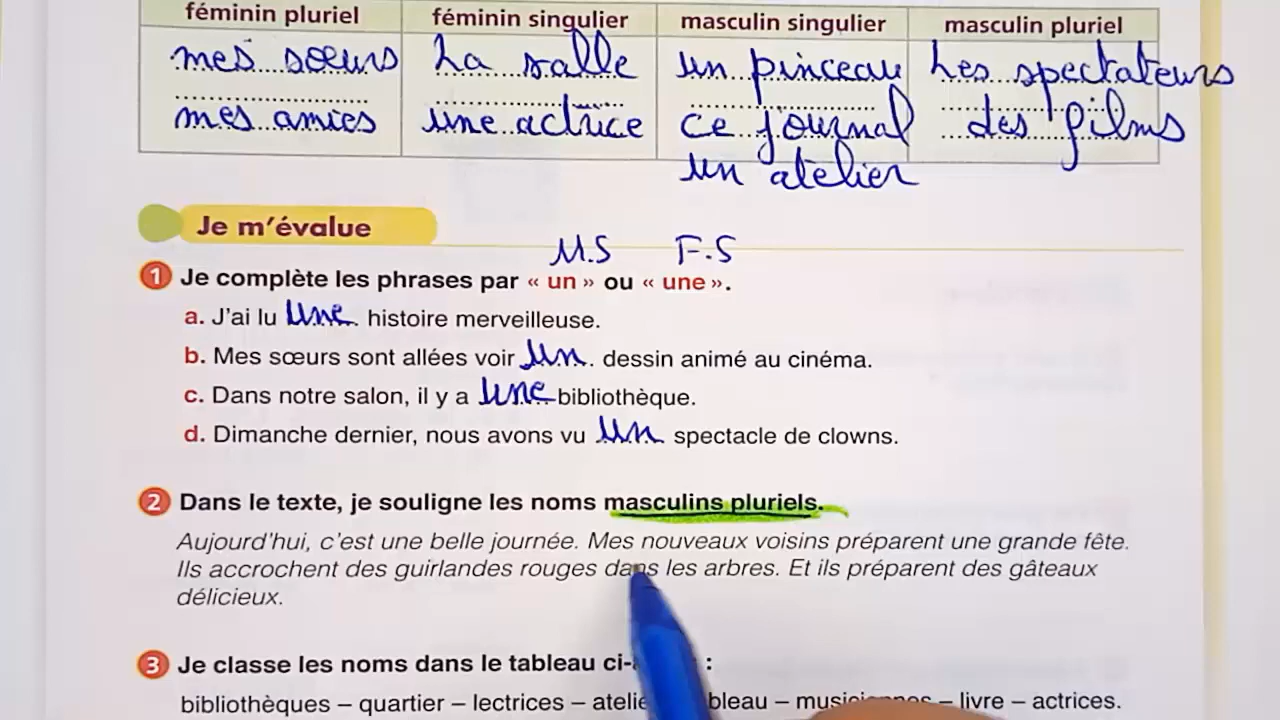 féminin pluriel féminin singulier masculin singulier masculin pluriel
mes sœurs La salle un pinceau Les spectateurs
mes amies une actrice ce journal des films
un atelier
Je m'évalue
M.S F.S
1 Je complète les phrases par « un » ou « une ».
a. J'ai lu une histoire merveilleuse.
b. Mes sœurs sont allées voir un dessin animé au cinéma.
c. Dans notre salon, il y a une bibliothèque.
d. Dimanche dernier, nous avons vu un spectacle de clowns.
2 Dans le texte, je souligne les noms masculins pluriels.
Aujourd'hui, c'est une belle journée. Mes nouveaux voisins préparent une grande fête.
Ils accrochent des guirlandes rouges dans les arbres. Et ils préparent des gâteaux
délicieux.
3 Je classe les noms dans le tableau :
bibliothèques – quartier – lectrices – – livre – actrices.